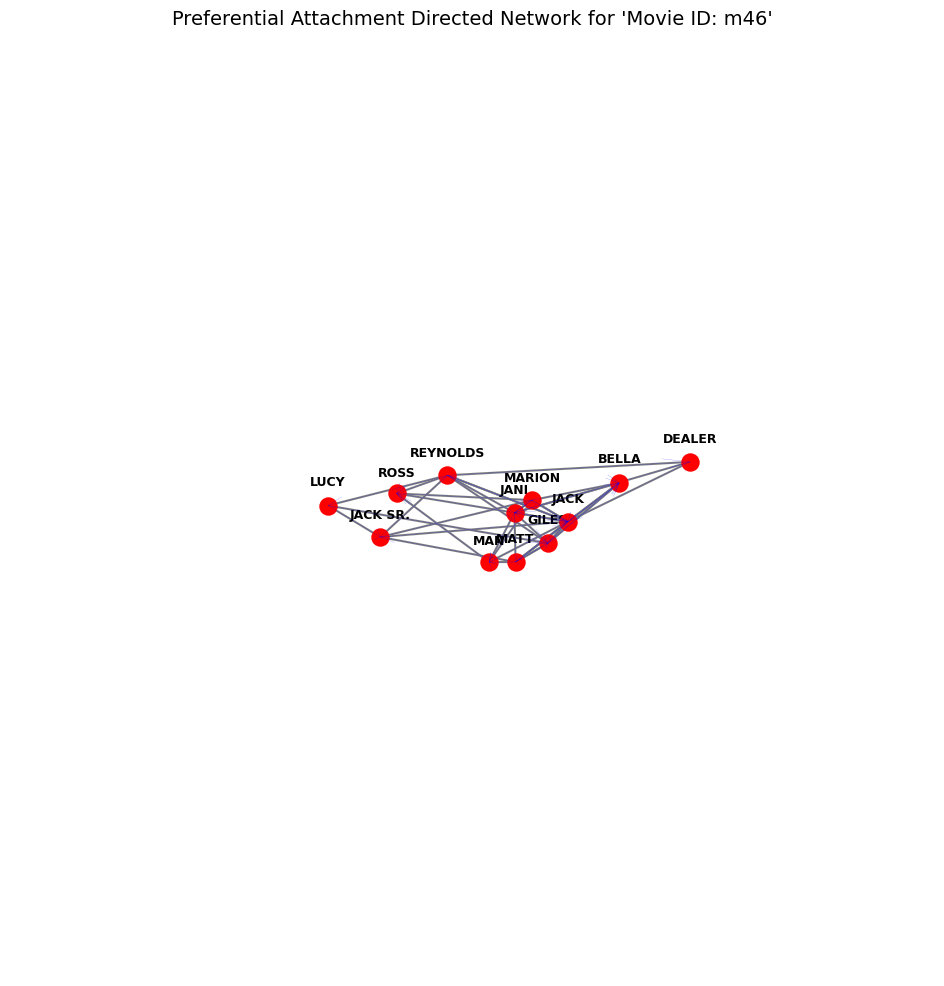 Preferential Attachment Directed Network for 'Movie ID: m46'
DEALER
REYNOLDS
BELLA
ROSS
MARION
LUCY
JANI
JACK
JACK SR.
GILES
MAN
MATT